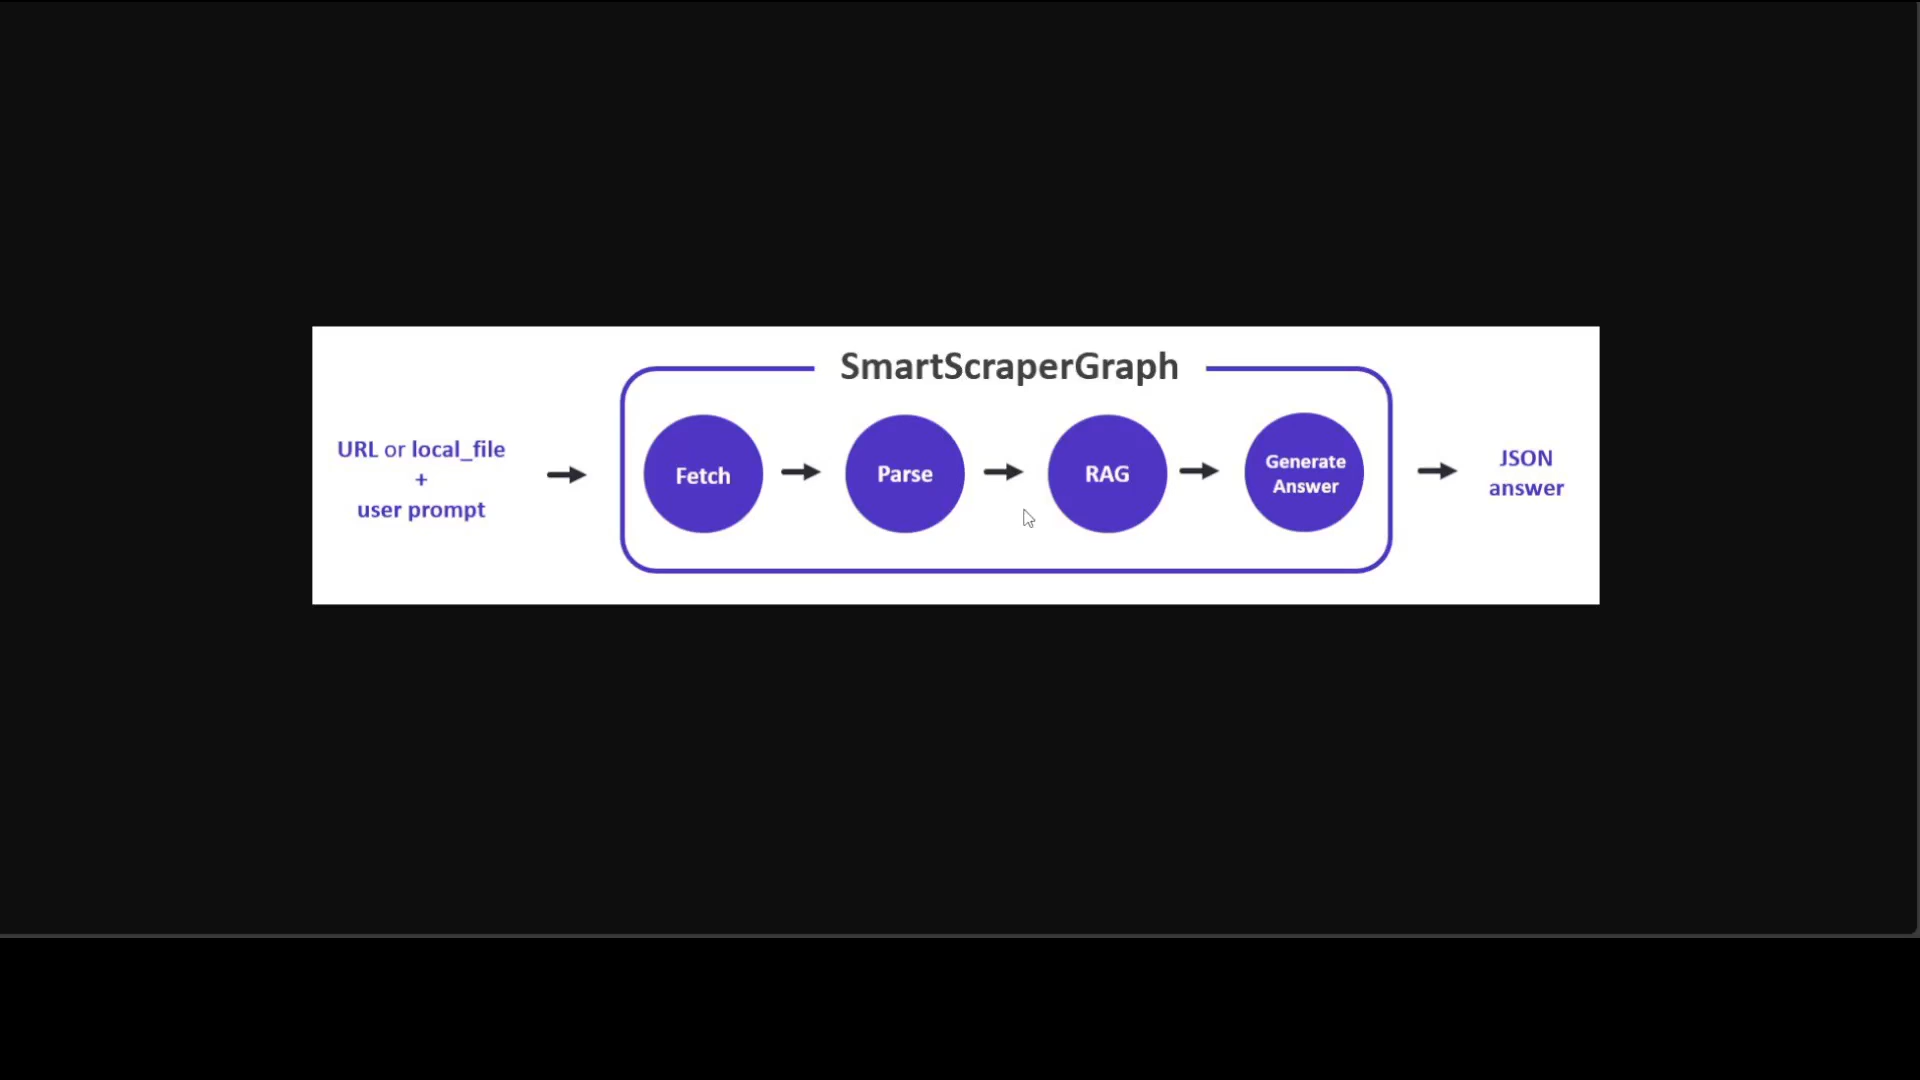 SmartScraperGraph
URL or local_file
+
user prompt
Fetch
Parse
RAG
Generate
Answer
JSON
answer